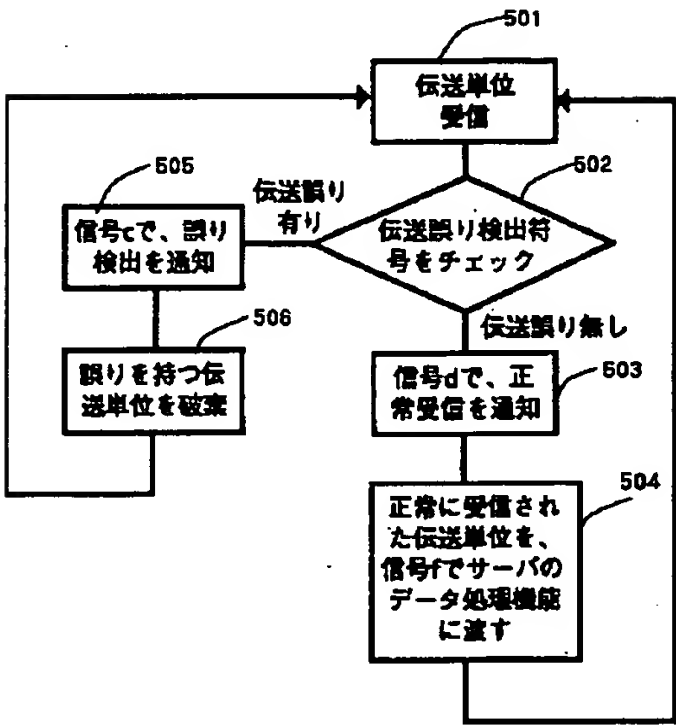 501
伝送単位
受信
502
伝送誤り検出符
号をチェック
伝送誤り
有り
505
信号cで、誤り
検出を通知
506
誤りを持つ伝
送単位を破棄
伝送誤り無し
503
信号dで、正
常受信を通知
504
正常に受信され
た伝送単位を、
信号fでサーバの
データ処理機能
に渡す